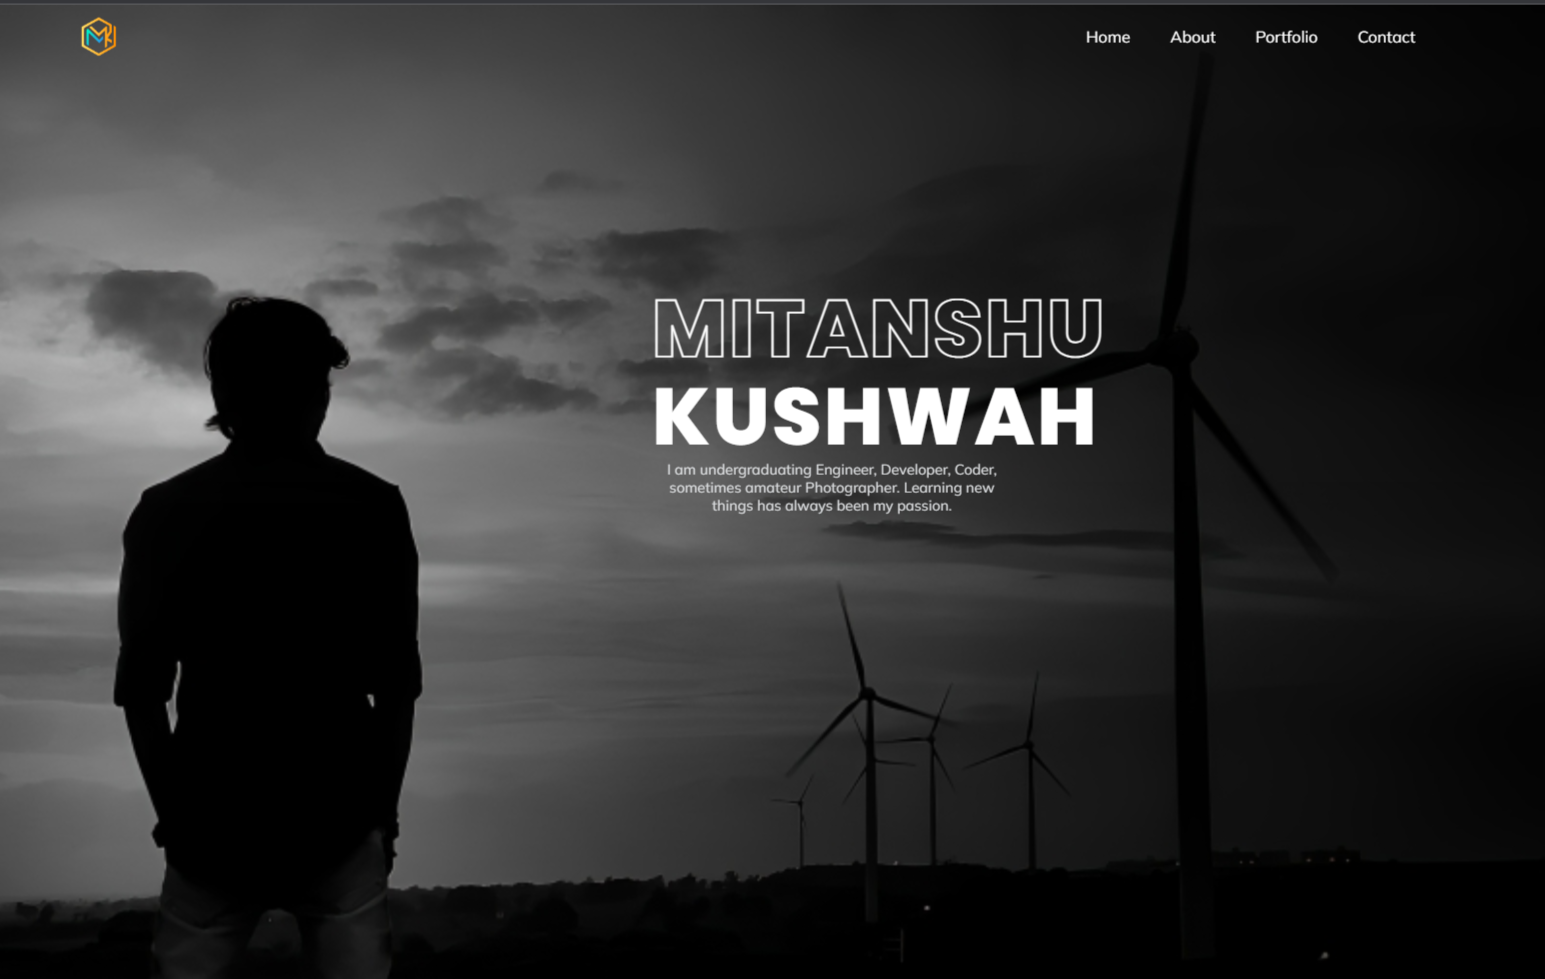 Home About Portfolio Contact
MITANSHU
KUSHWAH
I am undergraduating Engineer, Developer, Coder,
sometimes amateur Photographer. Learning new
things has always been my passion.